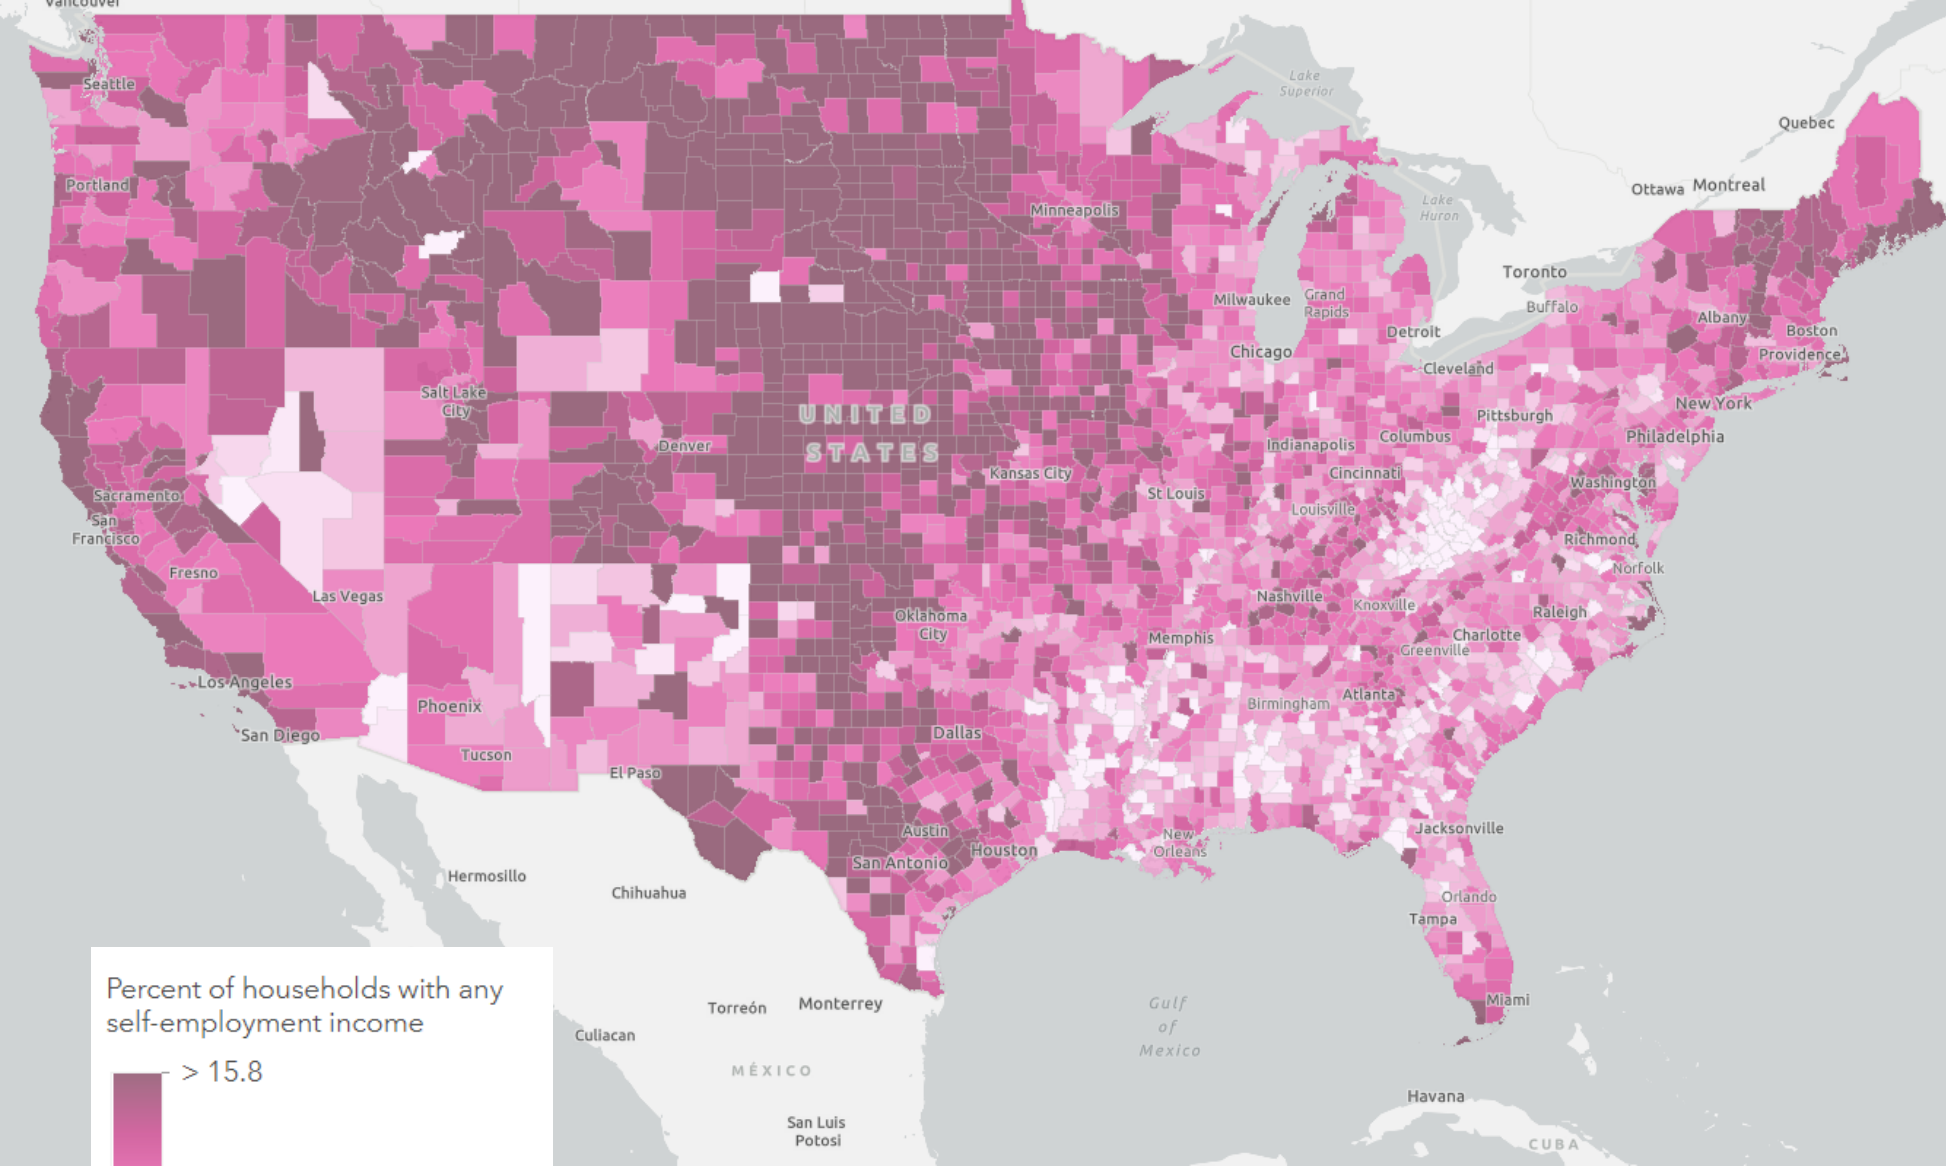 Vancouver
Seattle
Portland
Lake
Superior
Quebec
Ottawa
Montreal
Lake
Huron
Minneapolis
Toronto
Buffalo
Milwaukee
Grand
Rapids
Detroit
Albany
Boston
Chicago
Cleveland
Providence
Salt Lake
City
New York
UNITED
STATES
Pittsburgh
Denver
Indianapolis
Columbus
Philadelphia
Kansas City
Cincinnati
Sacramento
St Louis
Washington
San
Francisco
Louisville
Richmond
Fresno
Norfolk
Las Vegas
Nashville
Knoxville
Oklahoma
City
Raleigh
Memphis
Charlotte
Greenville
Los Angeles
Phoenix
Birmingham
Atlanta
San Diego
Dallas
Tucson
El Paso
Austin
New
Orleans
Jacksonville
Houston
San Antonio
Hermosillo
Chihuahua
Orlando
Tampa
Miami
Torreón
Monterrey
Gulf
of
Mexico
Culiacan
MÉXICO
Havana
San Luis
Potosi
CUBA
Percent of households with any
self-employment income
> 15.8